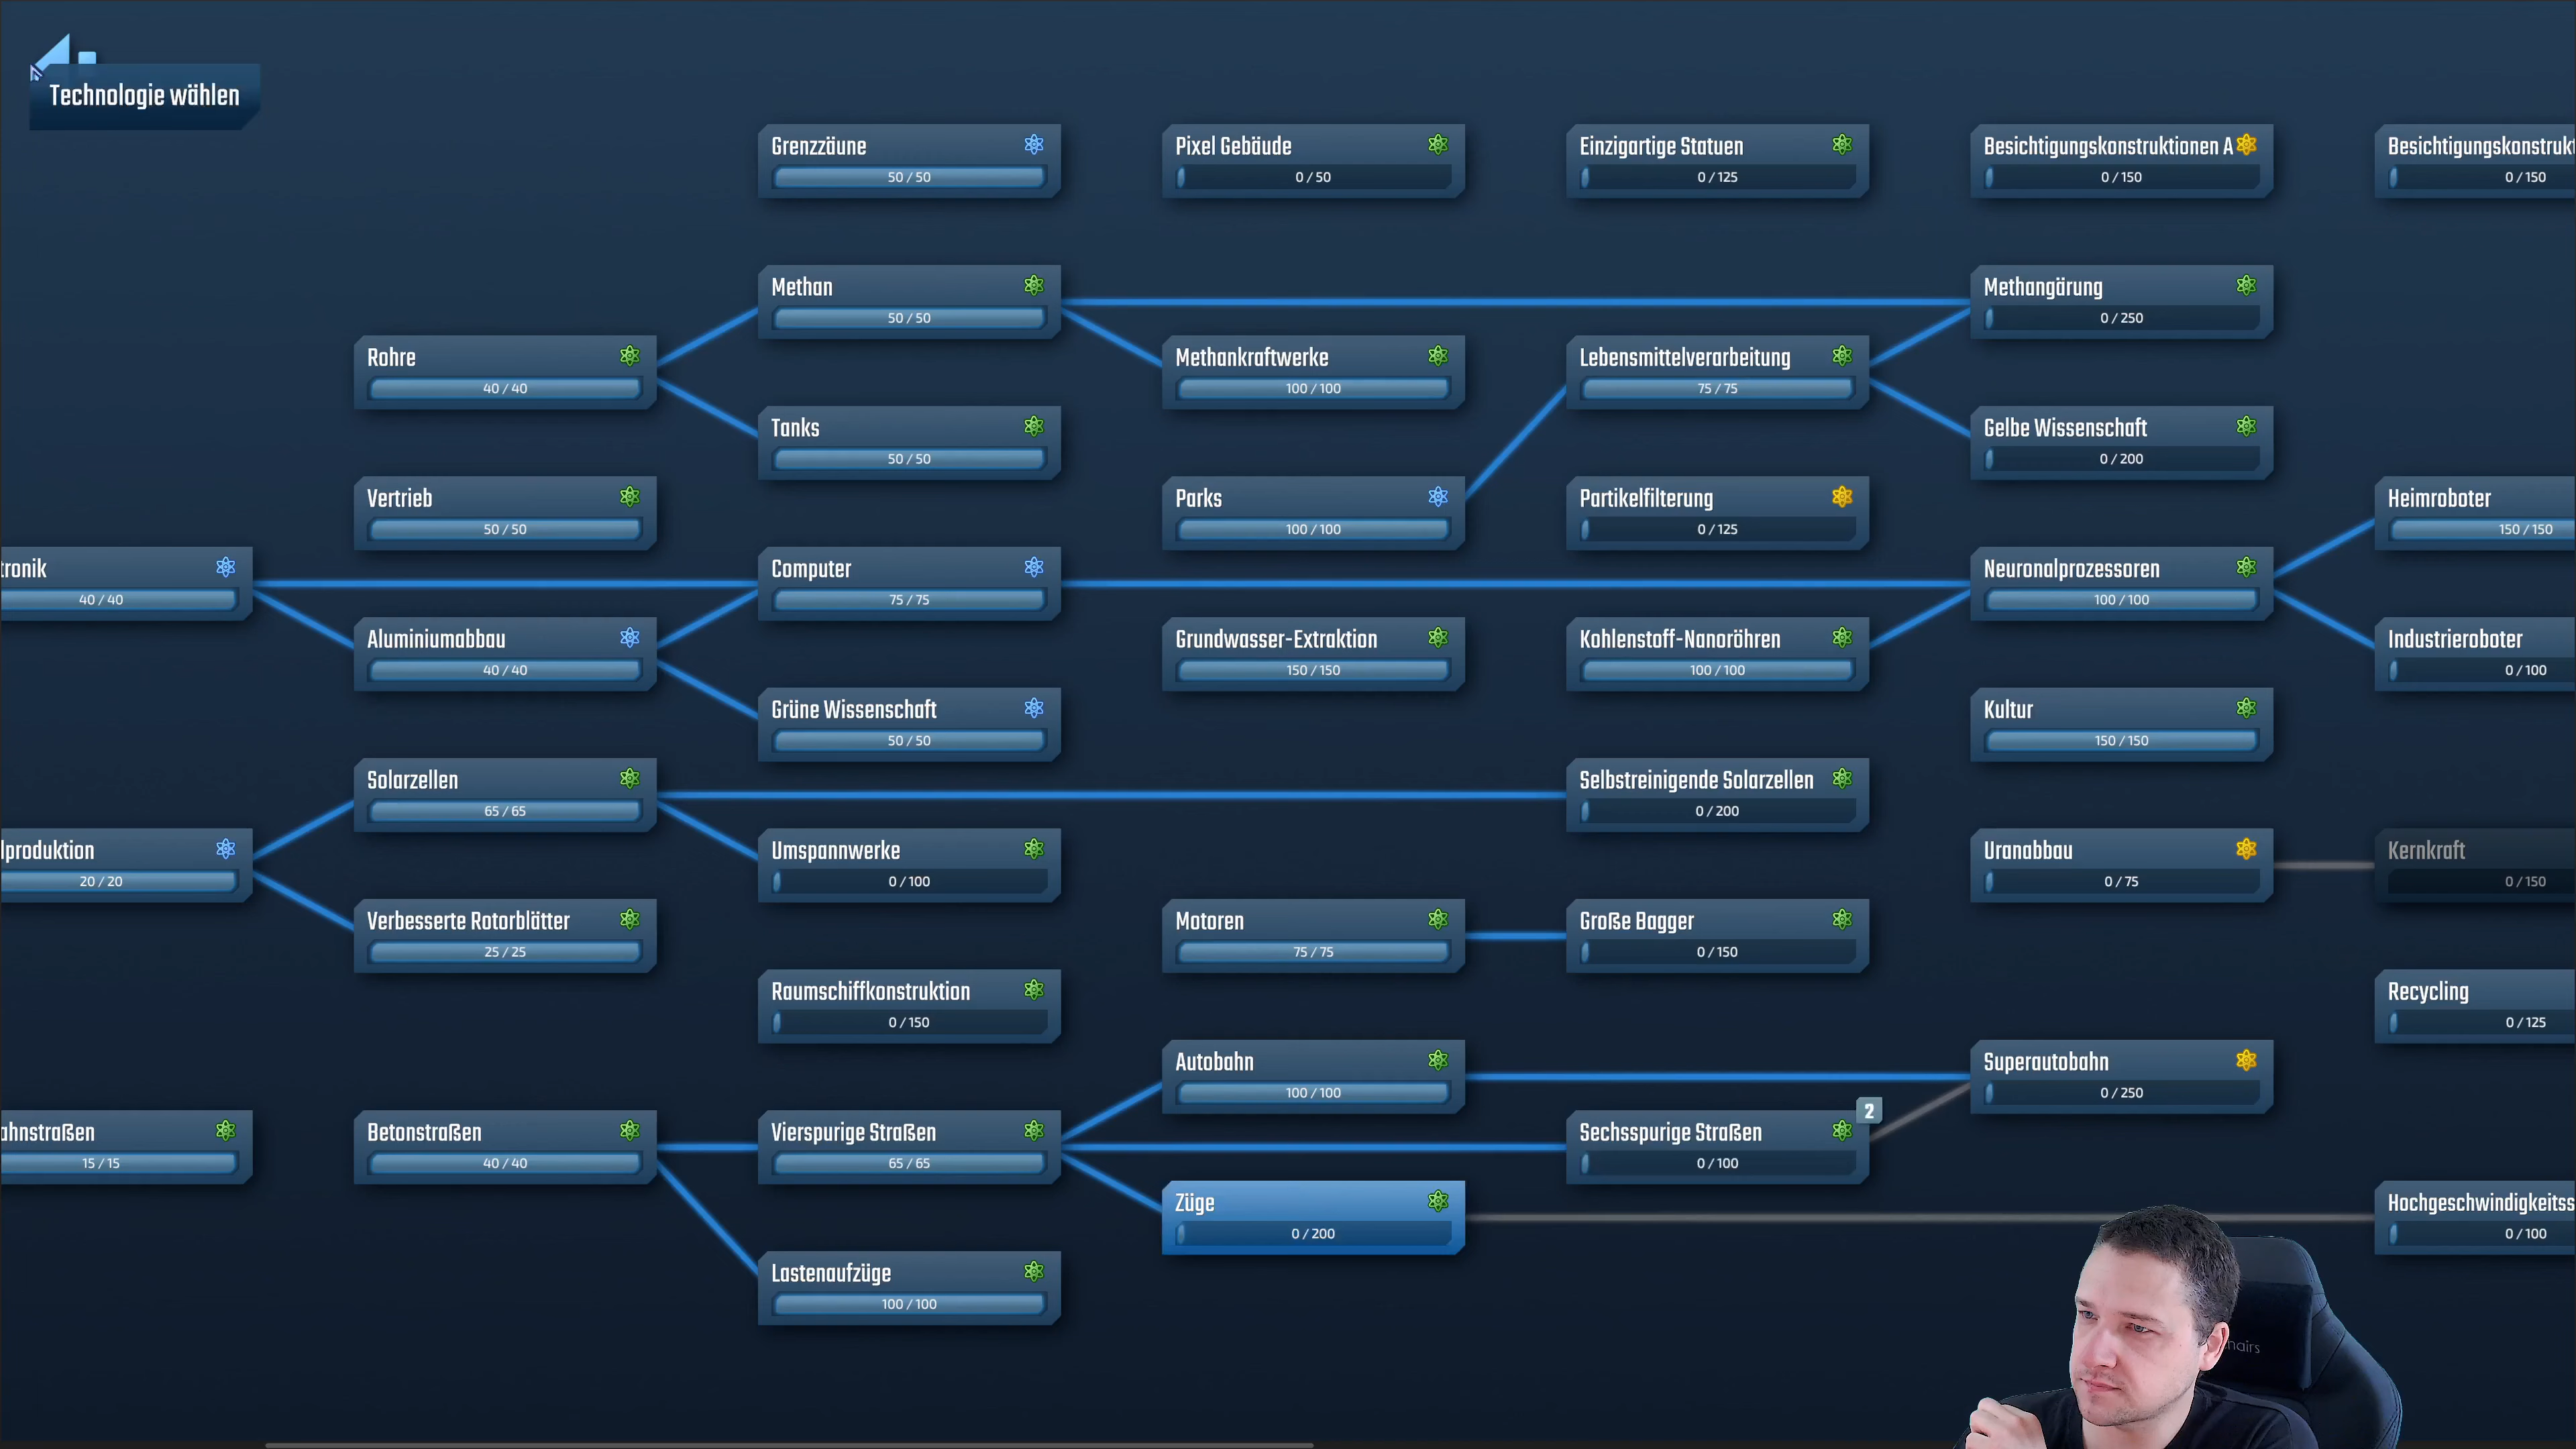 Technologie wählen
Grenzzäune
50 / 50
Pixel Gebäude
0 / 50
Einzigartige Statuen
0 / 125
Besichtigungskonstruktionen A
0 / 150
Besichtigungskonstrukt
0 / 150
Methan
50 / 50
Methangärung
0 / 250
Rohre
40 / 40
Methankraftwerke
100 / 100
Lebensmittelverarbeitung
75 / 75
Tanks
50 / 50
Gelbe Wissenschaft
0 / 200
Vertrieb
50 / 50
Parks
100 / 100
Partikelfilterung
0 / 125
Heimroboter
150 / 150
tronik
40 / 40
Computer
75 / 75
Neuronalprozessoren
100 / 100
Aluminiumabbau
40 / 40
Grundwasser-Extraktion
150 / 150
Kohlenstoff-Nanoröhren
100 / 100
Industrieroboter
0 / 100
Grüne Wissenschaft
50 / 50
Kultur
150 / 150
Solarzellen
65 / 65
Selbstreinigende Solarzellen
0 / 200
lproduktion
20 / 20
Umspannwerke
0 / 100
Uranabbau
0 / 75
Kernkraft
0 / 150
Verbesserte Rotorblätter
25 / 25
Motoren
75 / 75
Große Bagger
0 / 150
Raumschiffkonstruktion
0 / 150
Recycling
0 / 125
Autobahn
100 / 100
Superautobahn
0 / 250
ahnstraßen
15 / 15
Betonstraßen
40 / 40
Vierspurige Straßen
65 / 65
2
Sechsspurige Straßen
0 / 100
Züge
0 / 200
Hochgeschwindigkeitss
0 / 100
Lastenaufzüge
100 / 100
hairs